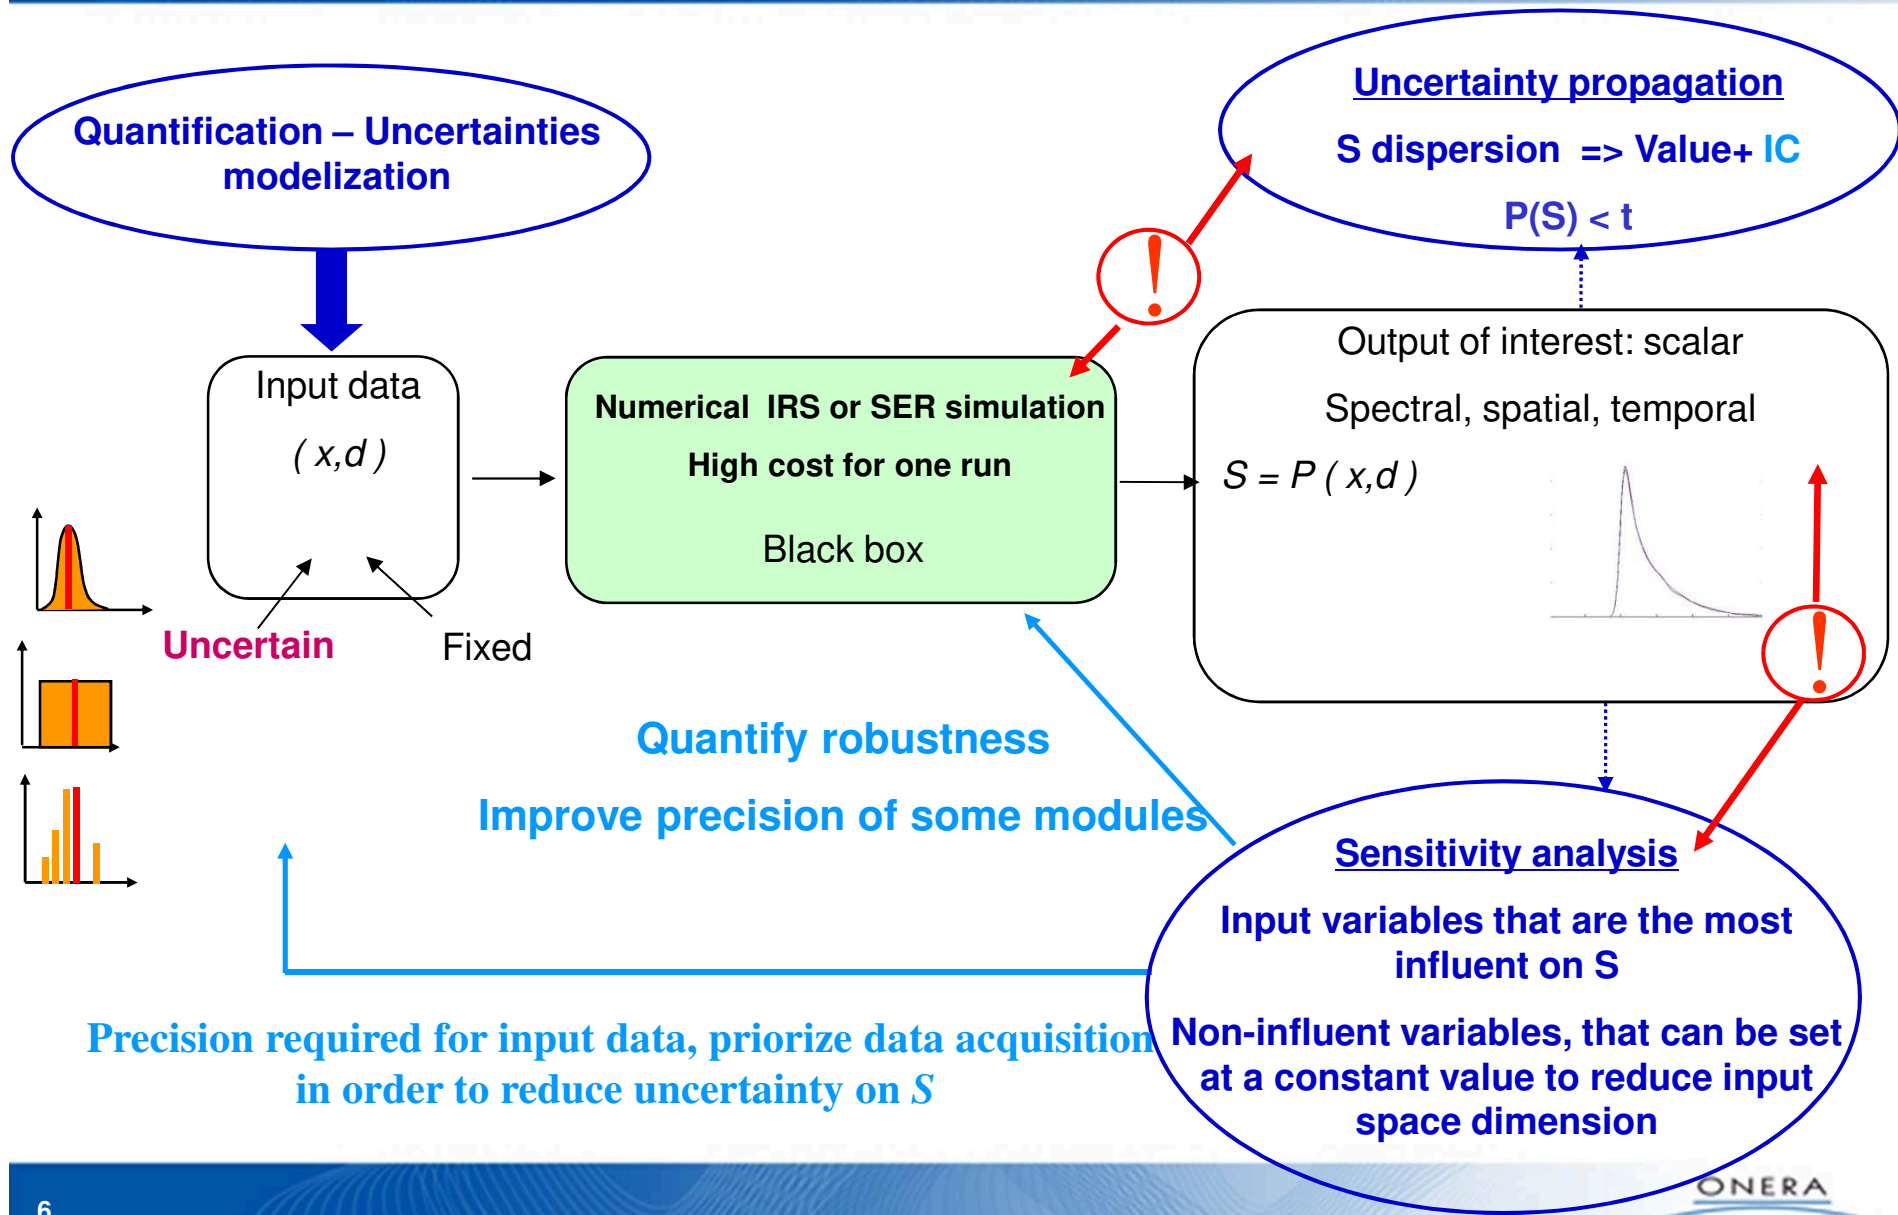 Quantification – Uncertainties
modelization
Uncertainty propagation
S dispersion => Value+ IC
P(S) < t
!
Input data
( x,d )
Uncertain
Fixed
Numerical IRS or SER simulation
High cost for one run
Black box
Output of interest: scalar
Spectral, spatial, temporal
S = P ( x,d )
!
Quantify robustness
Improve precision of some modules
Sensitivity analysis
Input variables that are the most
influent on S
Non-influent variables, that can be set
at a constant value to reduce input
space dimension
Precision required for input data, priorize data acquisition
in order to reduce uncertainty on S
6
ONERA